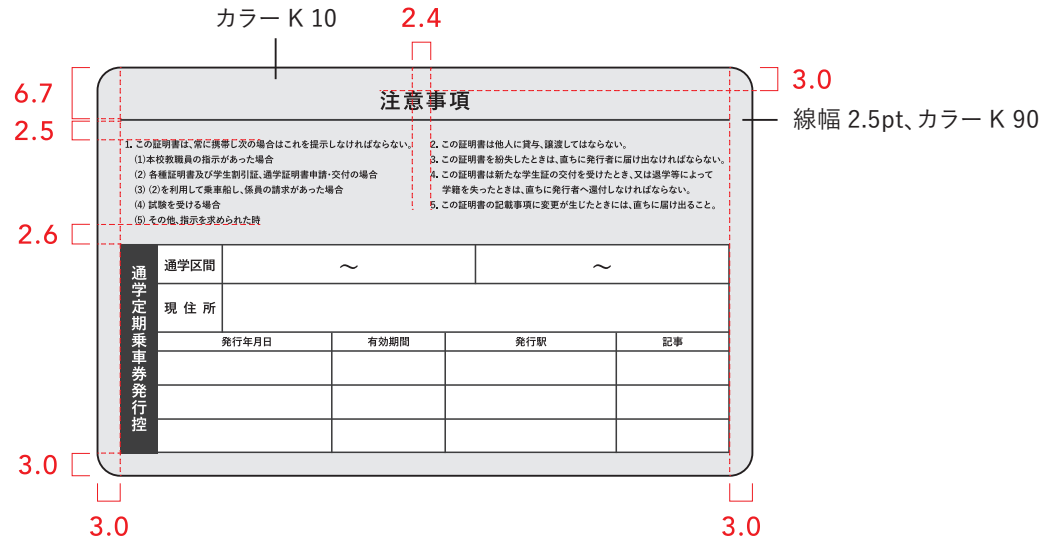 カラー K 10
2.4
6.7
3.0
注意事項
線幅 2.5pt、カラー K 90
2.5
1. この証明書は、常に携帯し次の場合はこれを提示しなければならない。
(1)本校教職員の指示があった場合
(2) 各種証明書及び学生割引証、通学証明書申請・交付の場合
(3) (2)を利用して乗車船し、係員の請求があった場合
(4) 試験を受ける場合
(5) その他、指示を求められた時
2. この証明書は他人に貸与、譲渡してはならない。
3. この証明書を紛失したときは、直ちに発行者に届け出なければならない。
4. この証明書は新たな学生証の交付を受けたとき、又は退学等によって
学籍を失ったときは、直ちに発行者へ還付しなければならない。
5. この証明書の記載事項に変更が生じたときには、直ちに届け出ること。
2.6
通学定期乗車券発行控
通学区間
〜
〜
現住所
発行年月日
有効期間
発行駅
記事
3.0
3.0
3.0